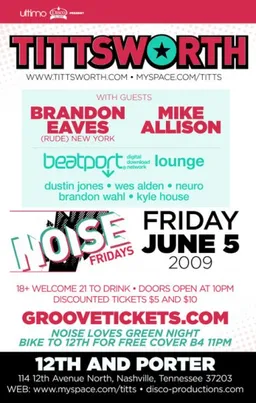 ultimo DISCO PRESENT
TITTSWORTH
WWW.TITTSWORTH.COM • MYSPACE.COM/TITTS
WITH GUESTS
BRANDON EAVES
(RUDE) NEW YORK
MIKE ALLISON
beatport digital download network lounge
dustin jones • wes alden • neuro
brandon wahl • kyle house
NOISE
FRIDAYS
FRIDAY
JUNE 5
2009
18+ WELCOME 21 TO DRINK • DOORS OPEN AT 10PM
DISCOUNTED TICKETS $5 AND $10
GROOVETICKETS.COM
NOISE LOVES GREEN NIGHT
BIKE TO 12TH FOR FREE COVER B4 11PM
12TH AND PORTER
114 12th Avenue North, Nashville, Tennessee 37203
WEB: www.myspace.com/titts • disco-productions.com